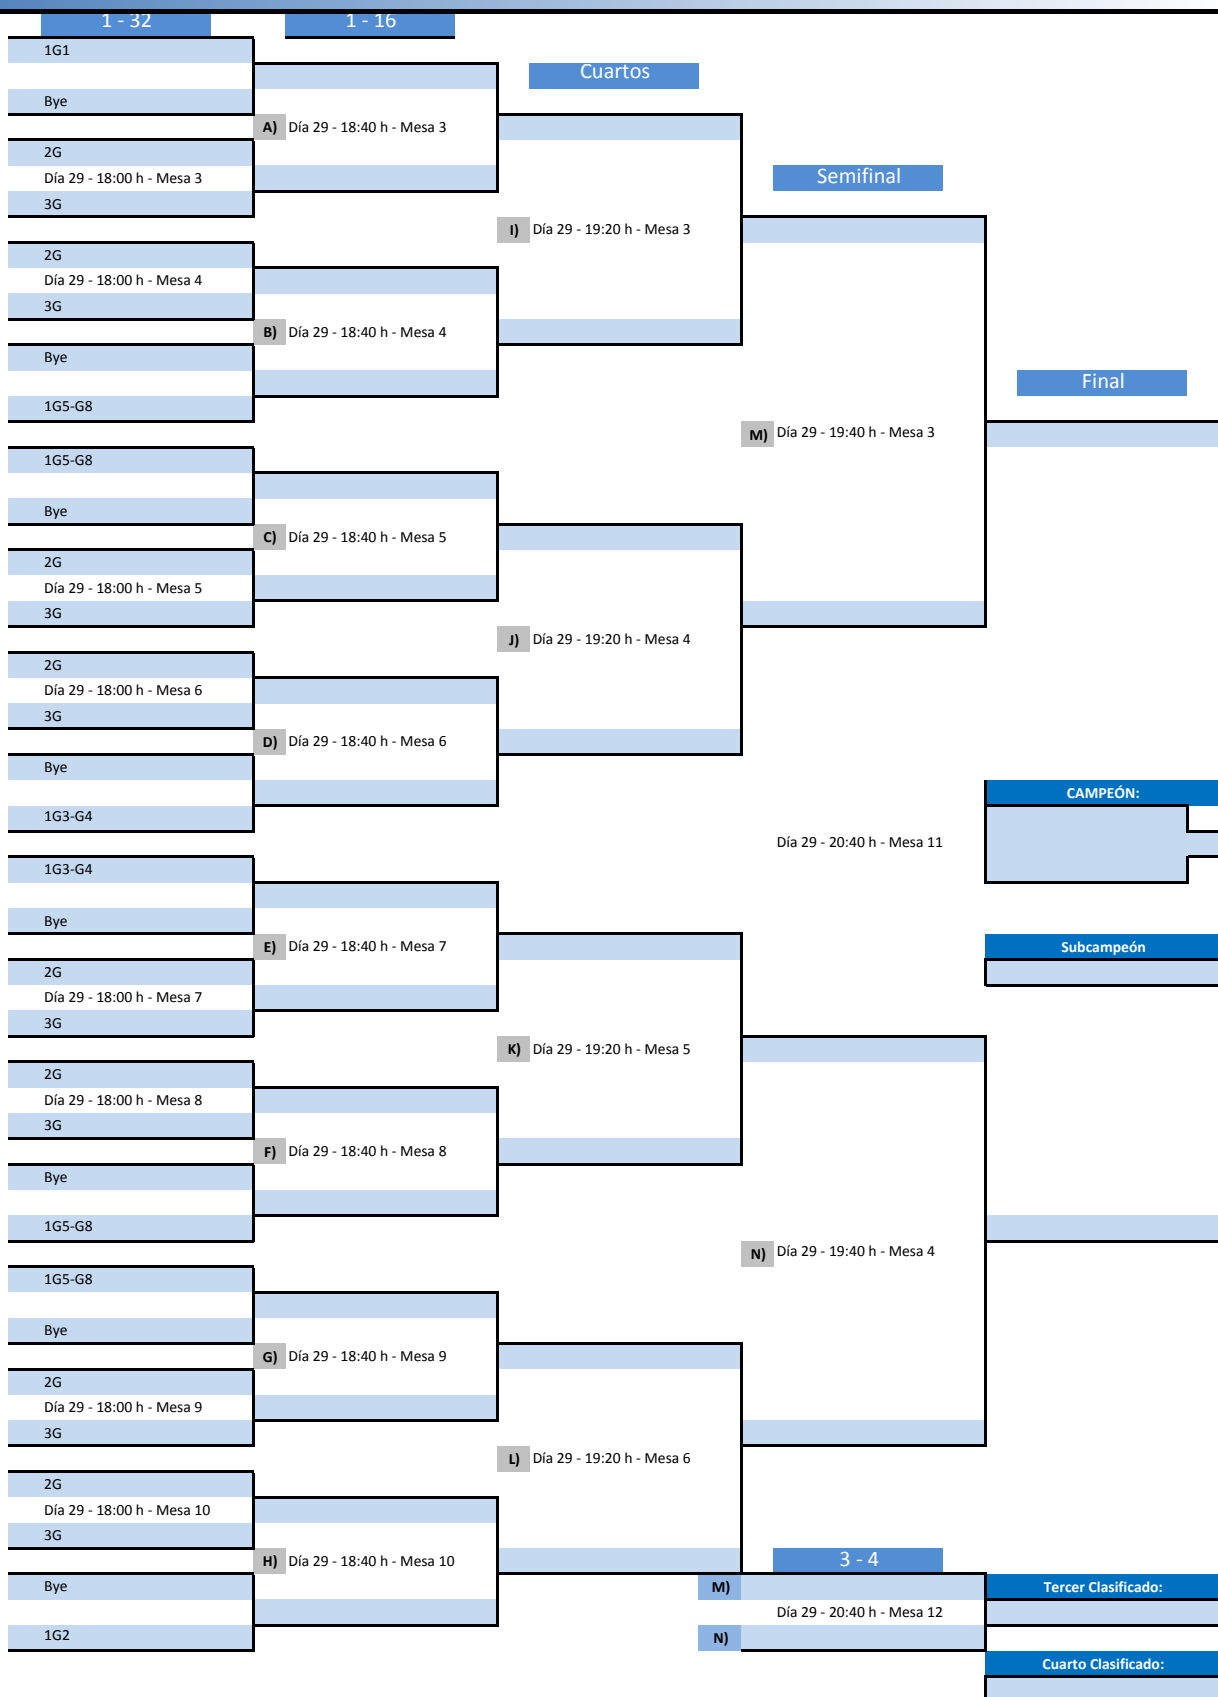 1 - 32
1 - 16
1G1
Cuartos
Bye
A) Día 29 - 18:40 h - Mesa 3
2G
Día 29 - 18:00 h - Mesa 3
Semifinal
3G
I) Día 29 - 19:20 h - Mesa 3
2G
Día 29 - 18:00 h - Mesa 4
3G
B) Día 29 - 18:40 h - Mesa 4
Bye
Final
1G5-G8
M) Día 29 - 19:40 h - Mesa 3
1G5-G8
Bye
C) Día 29 - 18:40 h - Mesa 5
2G
Día 29 - 18:00 h - Mesa 5
3G
J) Día 29 - 19:20 h - Mesa 4
2G
Día 29 - 18:00 h - Mesa 6
3G
D) Día 29 - 18:40 h - Mesa 6
Bye
CAMPEÓN:
1G3-G4
Día 29 - 20:40 h - Mesa 11
1G3-G4
Bye
E) Día 29 - 18:40 h - Mesa 7
Subcampeón
2G
Día 29 - 18:00 h - Mesa 7
3G
K) Día 29 - 19:20 h - Mesa 5
2G
Día 29 - 18:00 h - Mesa 8
3G
F) Día 29 - 18:40 h - Mesa 8
Bye
1G5-G8
N) Día 29 - 19:40 h - Mesa 4
1G5-G8
Bye
G) Día 29 - 18:40 h - Mesa 9
2G
Día 29 - 18:00 h - Mesa 9
3G
L) Día 29 - 19:20 h - Mesa 6
2G
Día 29 - 18:00 h - Mesa 10
3G
H) Día 29 - 18:40 h - Mesa 10
3 - 4
Bye
M)
Tercer Clasificado:
Día 29 - 20:40 h - Mesa 12
1G2
N)
Cuarto Clasificado: